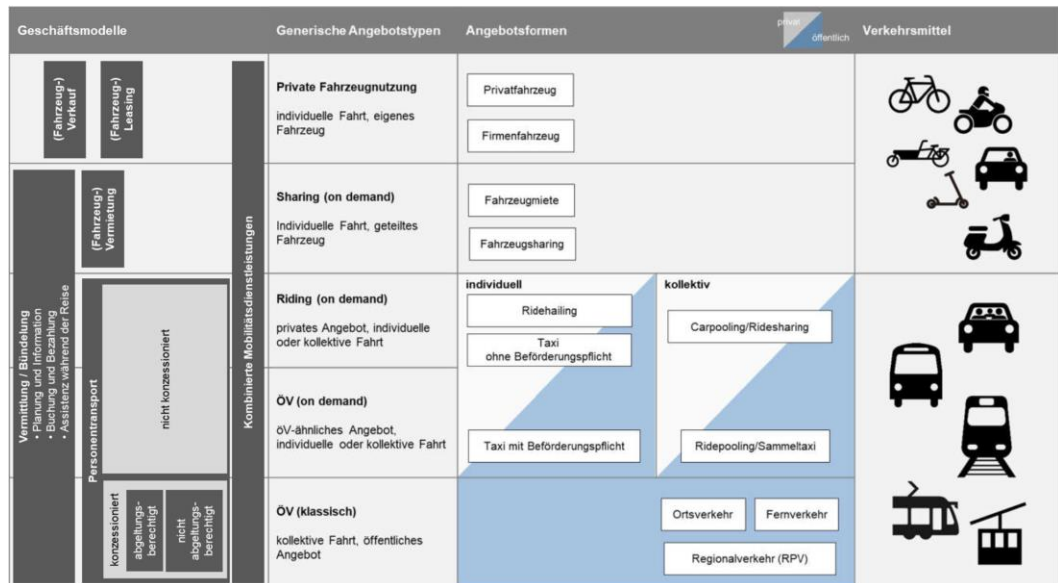 Geschäftsmodelle
Generische Angebotstypen
Angebotsformen
privat
öffentlich
Verkehrsmittel
(Fahrzeug-)
Verkauf
(Fahrzeug-)
Leasing
(Fahrzeug-)
Vermietung
Vermittlung / Bündelung
• Planung und Information
• Buchung und Bezahlung
• Assistenz während der Reise
Personentransport
nicht konzessioniert
konzessioniert
abgeltungs-
berechtigt
nicht
abgeltungs-
berechtigt
Kombinierte Mobilitätsdienstleistungen
Private Fahrzeugnutzung
individuelle Fahrt, eigenes
Fahrzeug
Privatfahrzeug
Firmenfahrzeug
Sharing (on demand)
Individuelle Fahrt, geteiltes
Fahrzeug
Fahrzeugmiete
Fahrzeugsharing
Riding (on demand)
privates Angebot, individuelle
oder kollektive Fahrt
individuell
Ridehailing
Taxi
ohne Beförderungspflicht
kollektiv
Carpooling/Ridesharing
ÖV (on demand)
öV-ähnliches Angebot,
individuelle oder kollektive Fahrt
Taxi mit Beförderungspflicht
Ridepooling/Sammeltaxi
ÖV (klassisch)
kollektive Fahrt, öffentliches
Angebot
Ortsverkehr
Fernverkehr
Regionalverkehr (RPV)